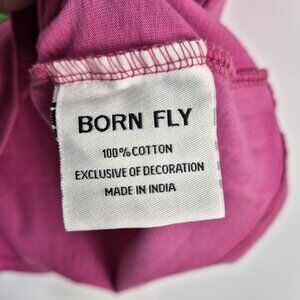 BORN FLY
100% COTTON
EXCLUSIVE OF DECORATION
MADE IN INDIA